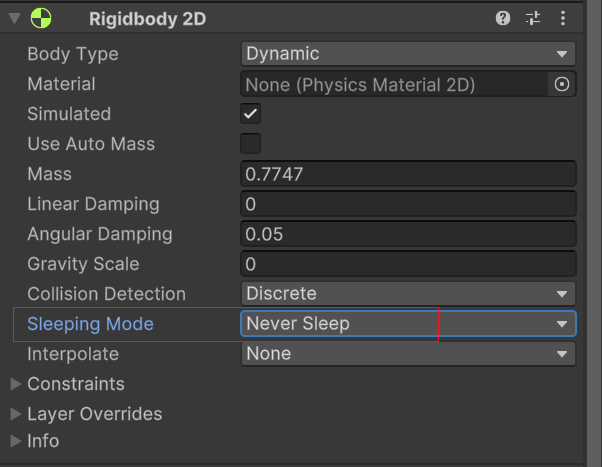 Rigidbody 2D
Body Type Dynamic
Material None (Physics Material 2D)
Simulated
Use Auto Mass
Mass 0.7747
Linear Damping 0
Angular Damping 0.05
Gravity Scale 0
Collision Detection Discrete
Sleeping Mode Never Sleep
Interpolate None
Constraints
Layer Overrides
Info